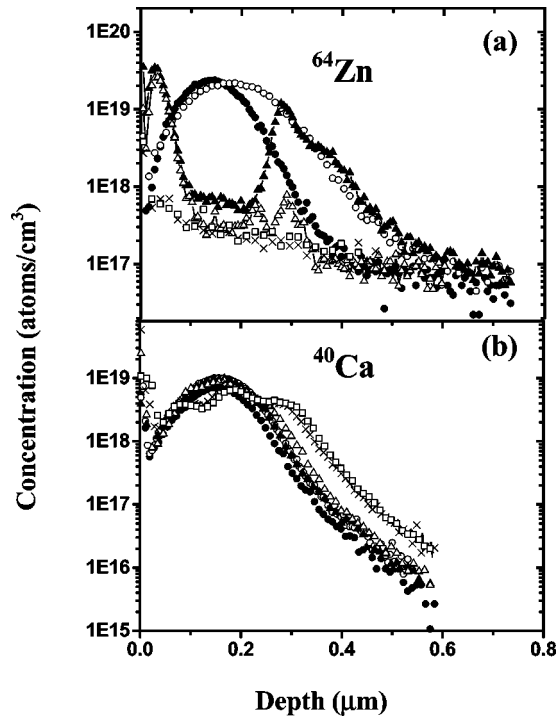 (a)
64Zn
1E20
1E19
1E18
1E17
Concentration (atoms/cm3)
(b)
40Ca
1E19
1E18
1E17
1E16
1E15
0.0 0.2 0.4 0.6 0.8
Depth (μm)